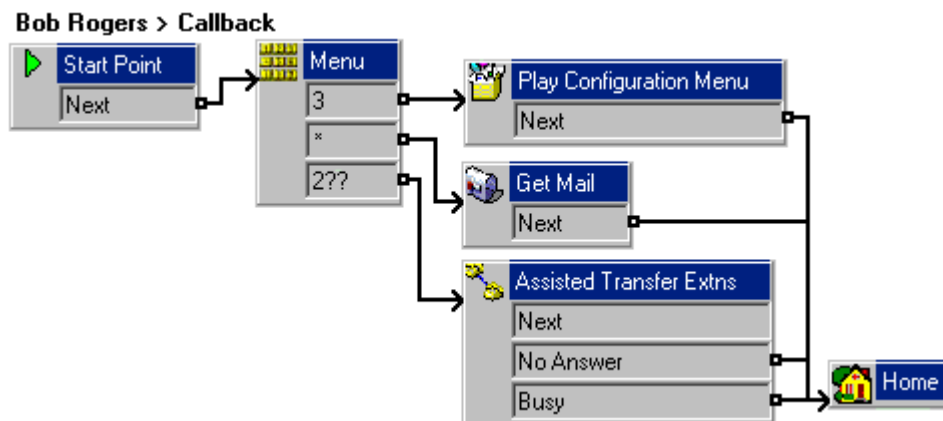 Bob Rogers > Callback
Start Point
Next
Menu
3
*
2??
Play Configuration Menu
Next
Get Mail
Next
Assisted Transfer Extns
Next
No Answer
Busy
Home